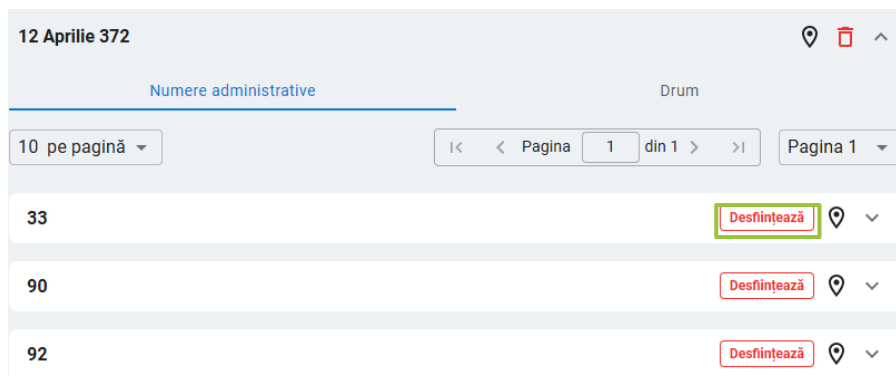 12 Aprilie 372
Numere administrative Drum
10 pe pagină Pagina 1 din 1 Pagina 1
33 Desființează
90 Desființează
92 Desființează